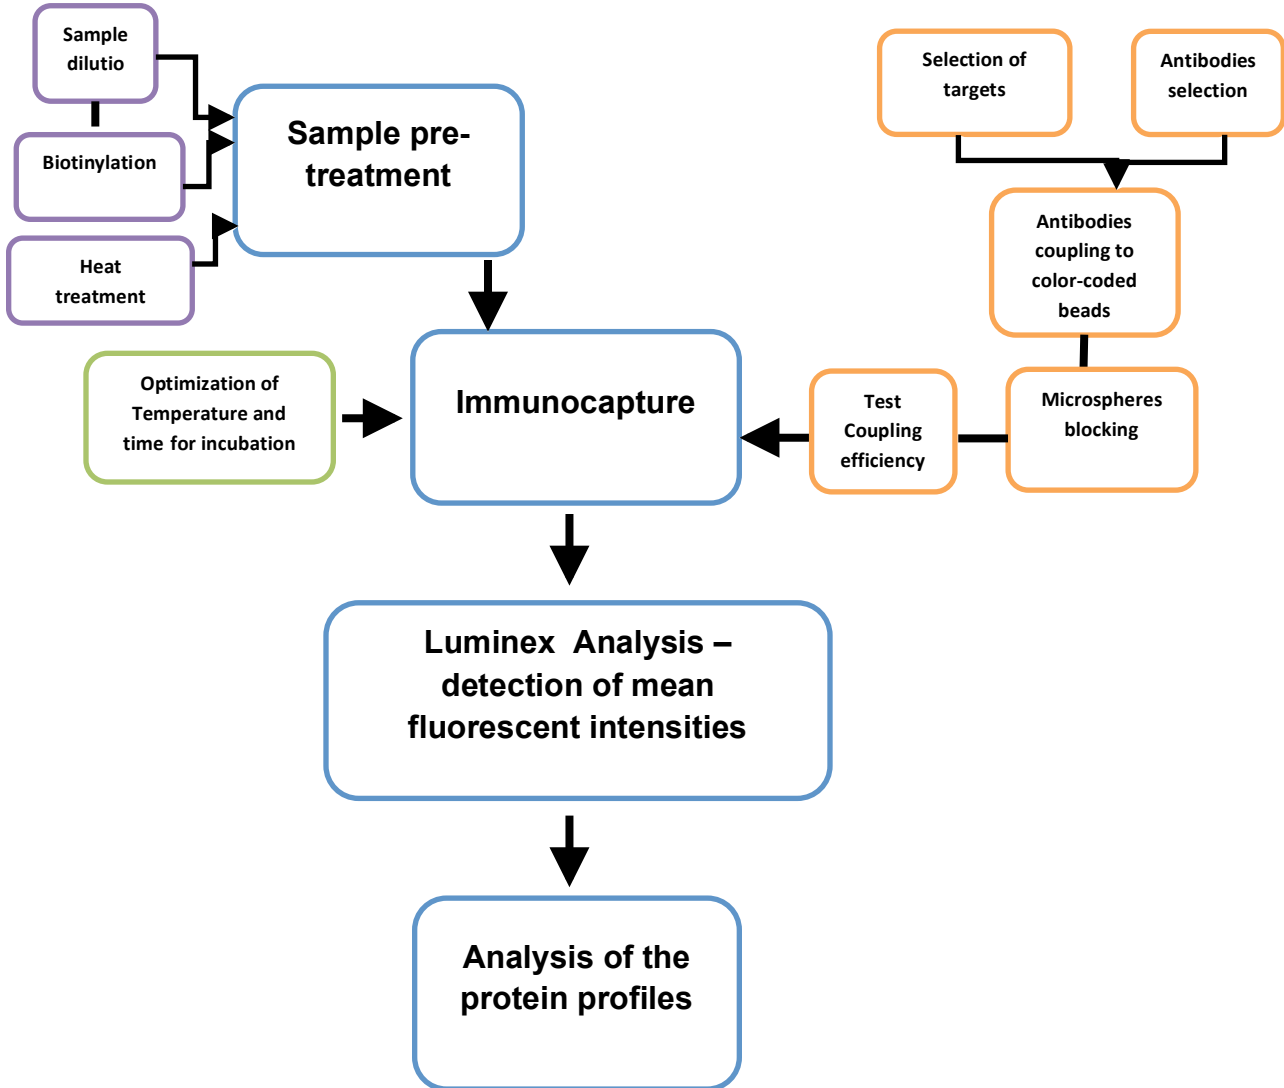 Sample
dilutio
Biotinylation
Heat
treatment
Sample pre-
treatment
Selection of
targets
Antibodies
selection
Antibodies
coupling to
color-coded
beads
Microspheres
blocking
Test
Coupling
efficiency
Optimization of
Temperature and
time for incubation
Immunocapture
Luminex  Analysis –
detection of mean
fluorescent intensities
Analysis of the
protein profiles